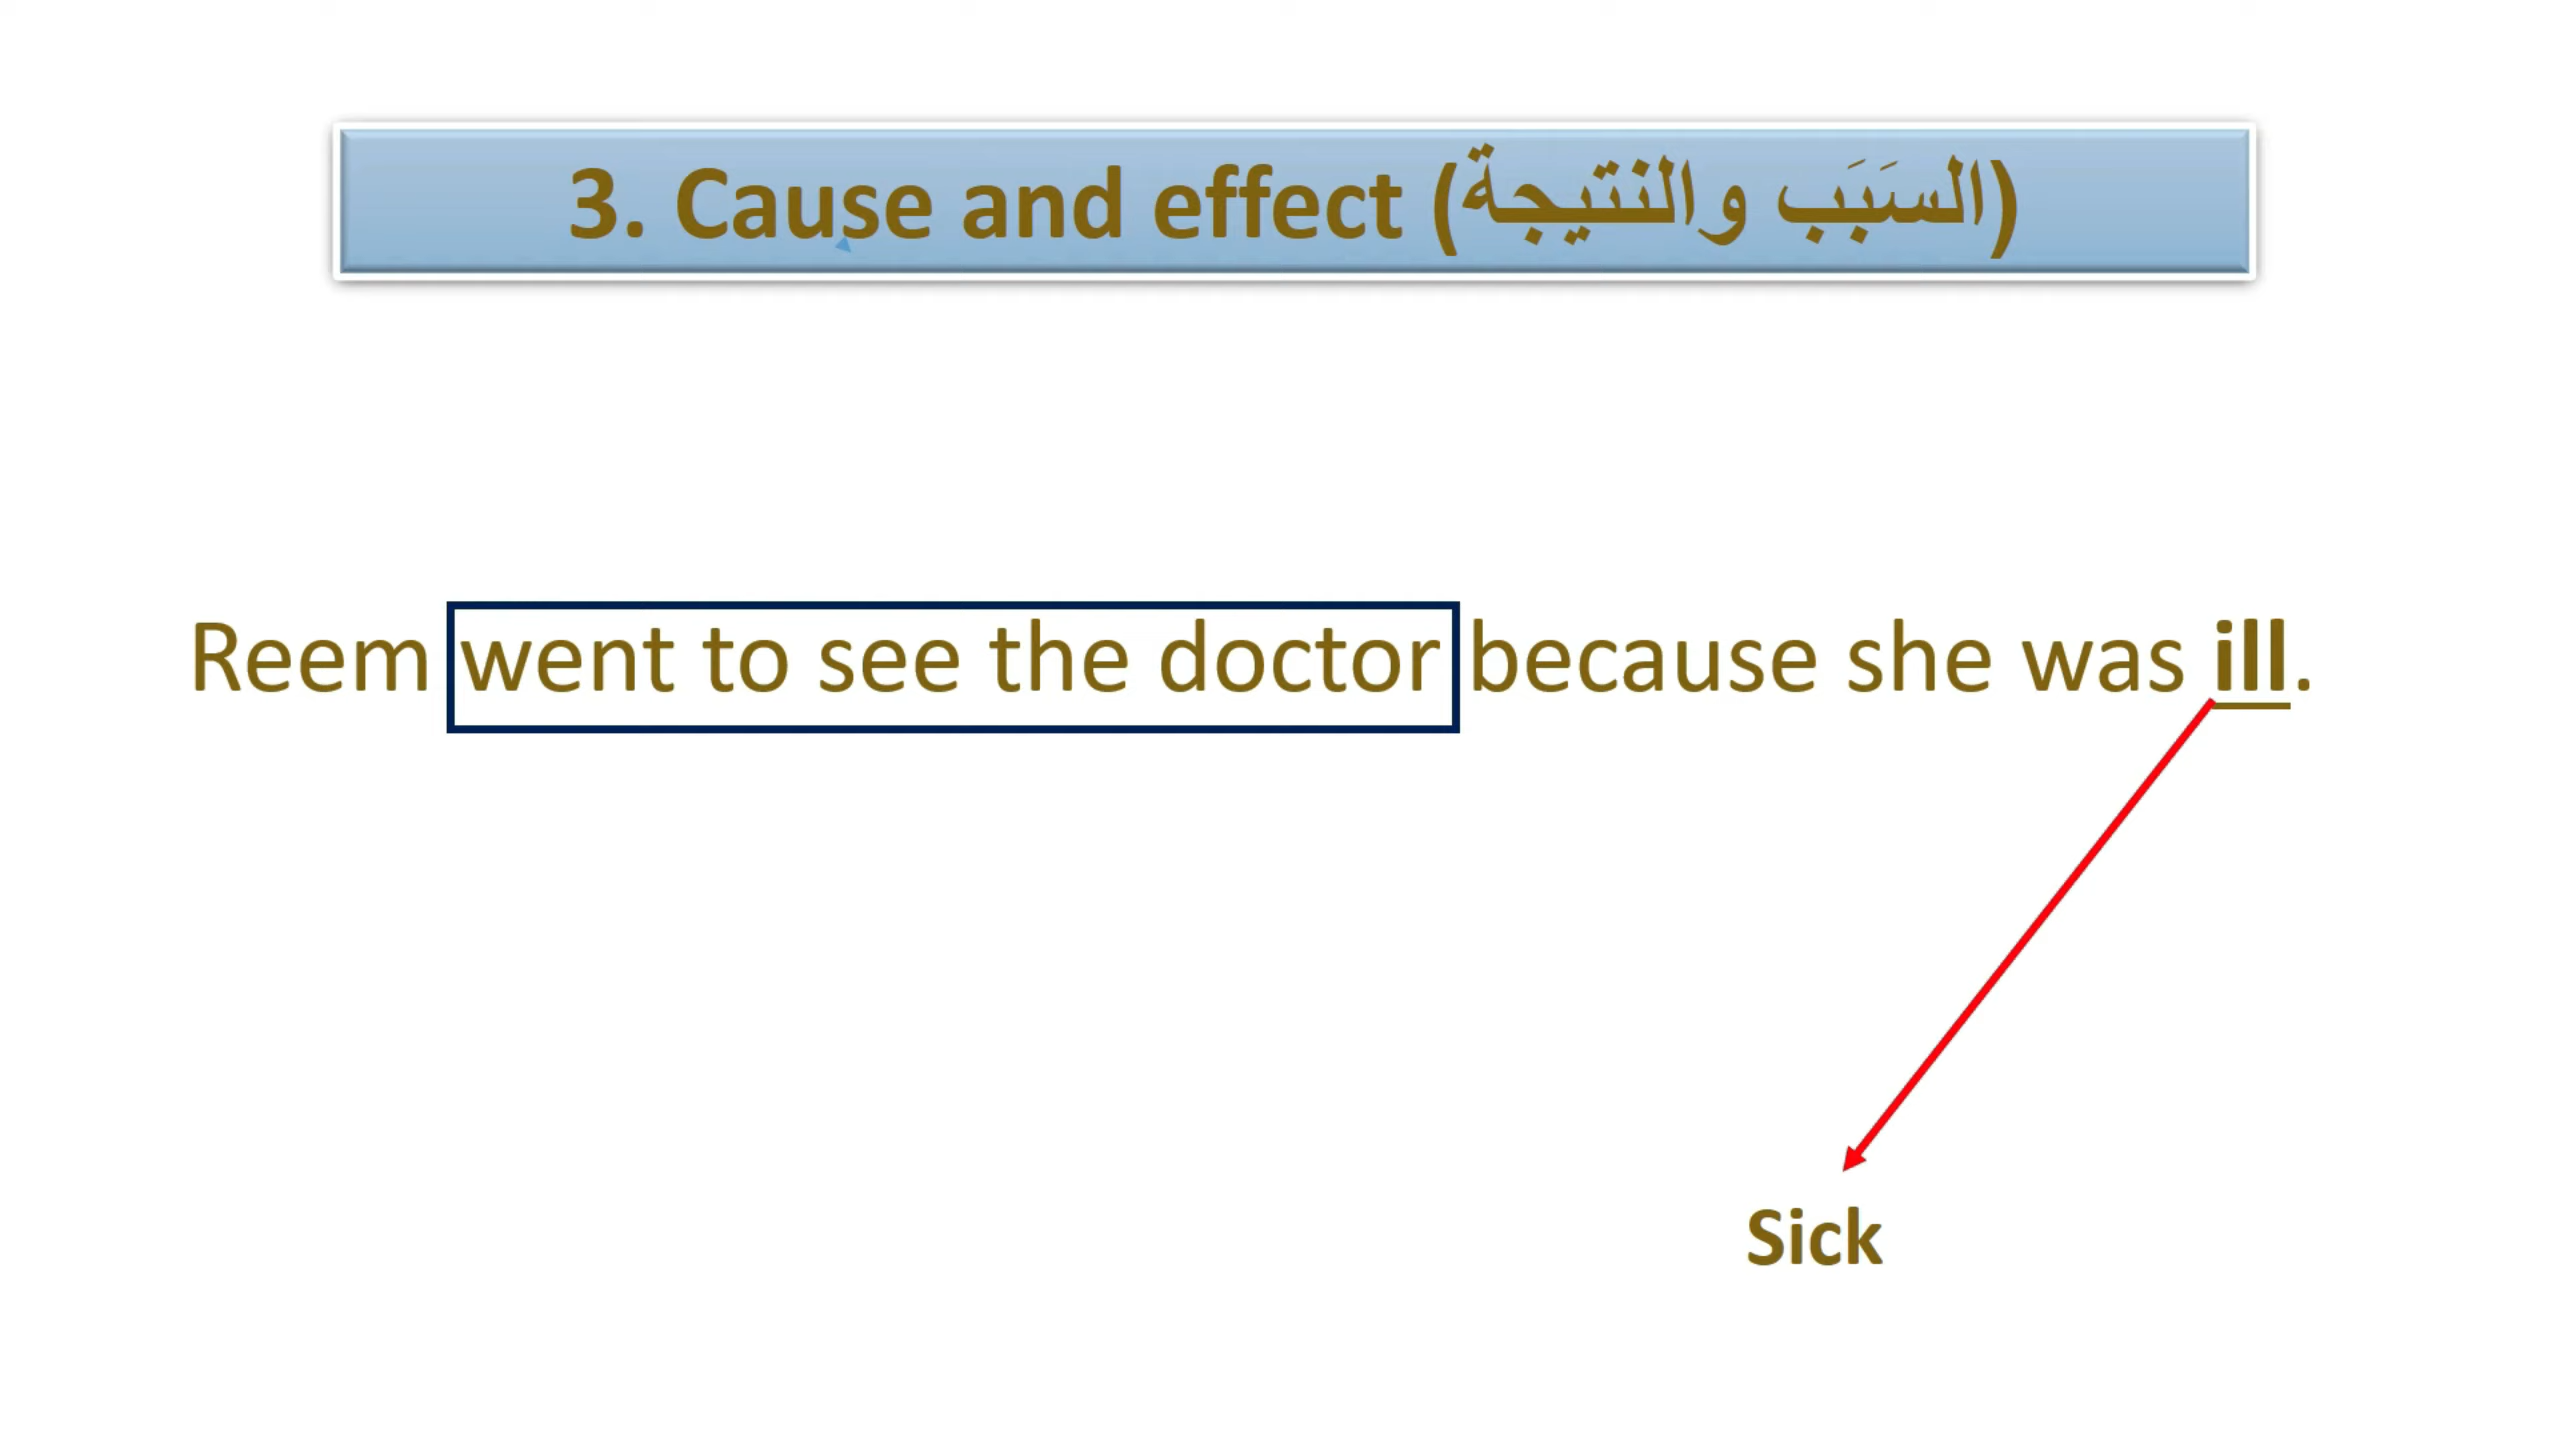 3. Cause and effect (السَبَب والنتيجة)
Reem went to see the doctor because she was ill.
Sick